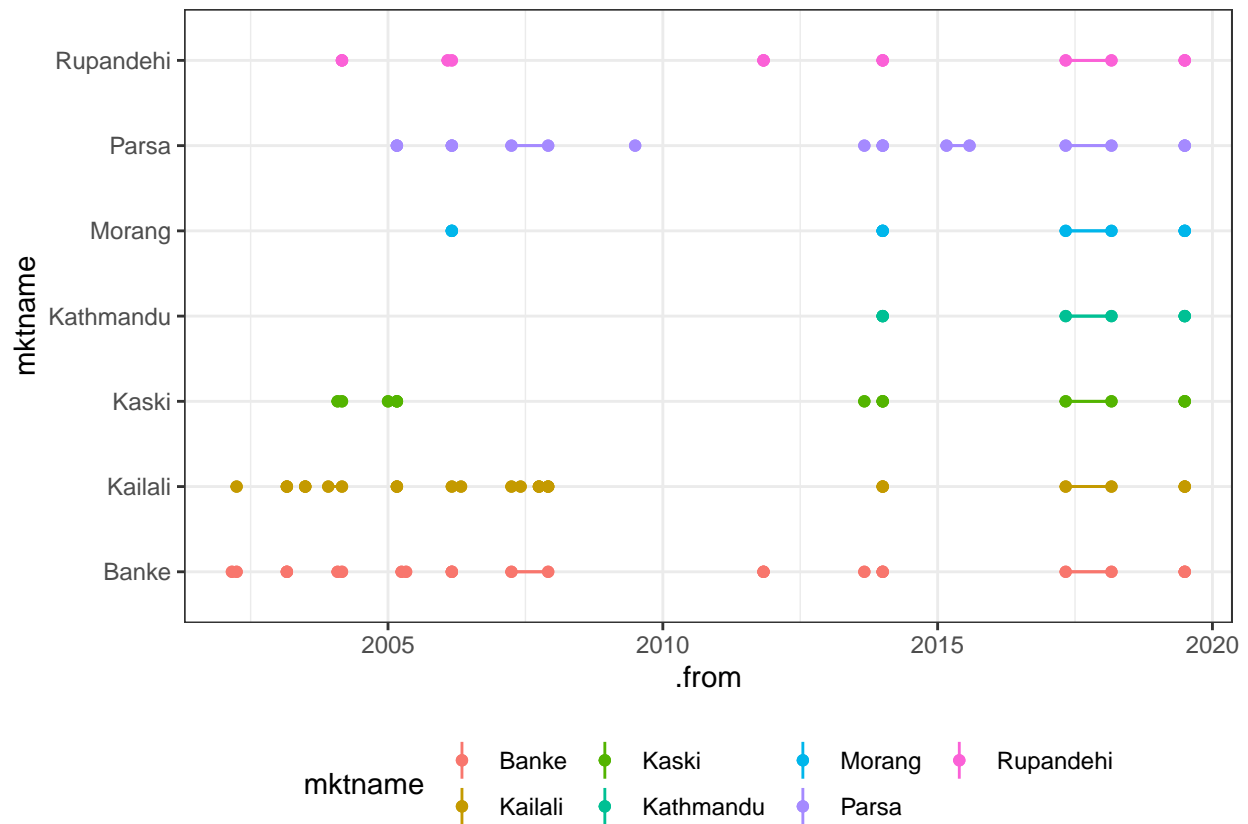 Rupandehi
Parsa
Morang
Kathmandu
Kaski
Kailali
Banke
mktname
2005 2010 2015 2020
.from
mktname
Banke Kaski Morang Rupandehi
Kailali Kathmandu Parsa